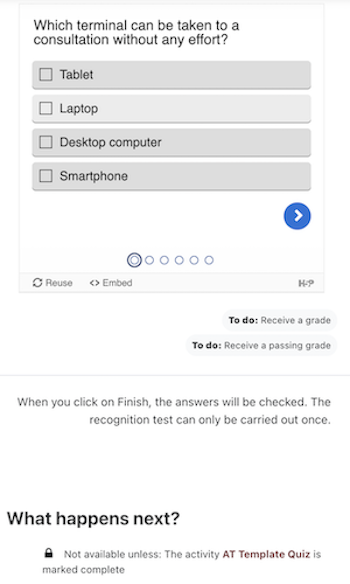 Which terminal can be taken to a
consultation without any effort?
Tablet
Laptop
Desktop computer
Smartphone
Reuse
<> Embed
H5P
To do: Receive a grade
To do: Receive a passing grade
When you click on Finish, the answers will be checked. The
recognition test can only be carried out once.
What happens next?
Not available unless: The activity AT Template Quiz is
marked complete